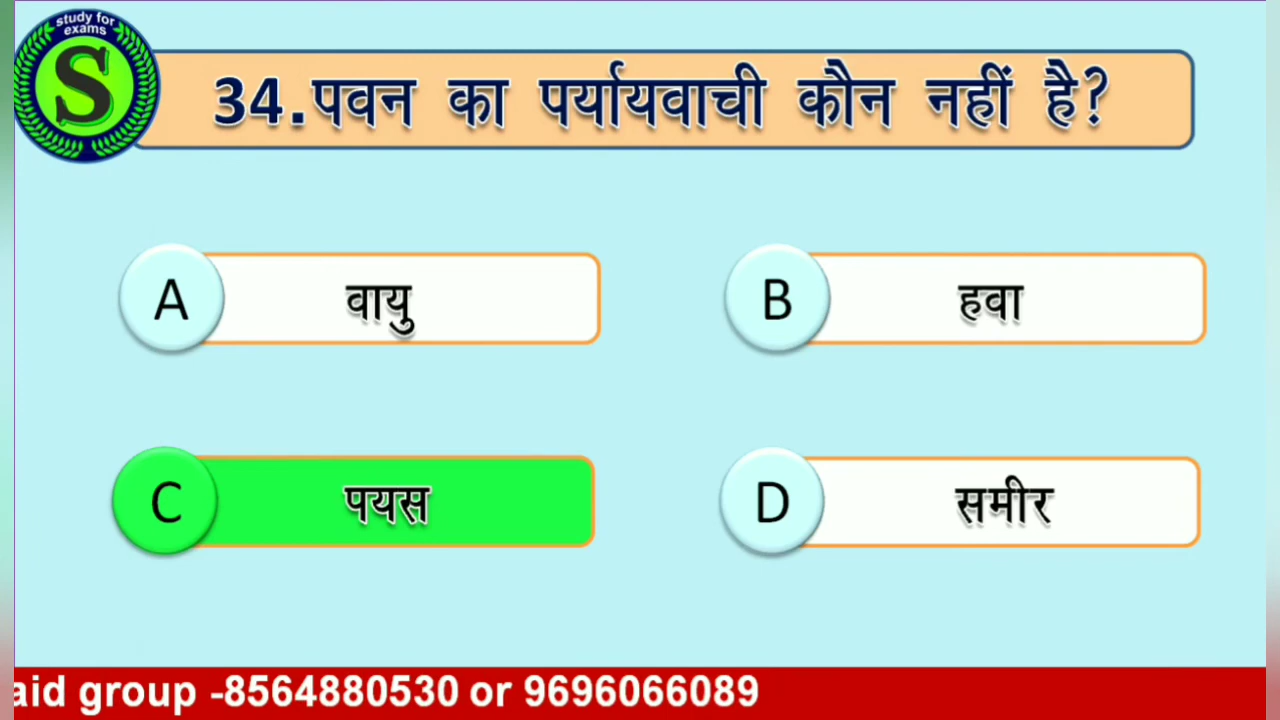 study for
exams
S
34.पवन का पर्यायवाची कौन नहीं है?
A वायु
B हवा
C पयस
D समीर
aid group -8564880530 or 9696066089